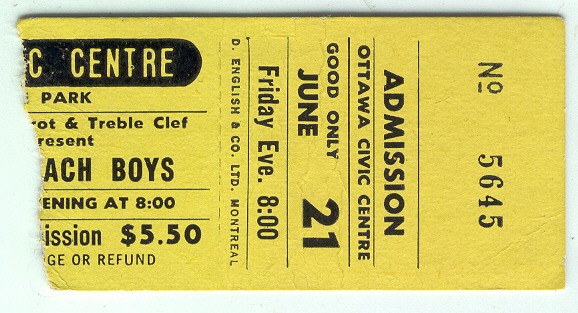 C CENTRE
E PARK
rot & Treble Clef
resent
ACH BOYS
ENING AT 8:00
ission $5.50
GE OR REFUND
D. ENGLISH & CO. LTD. MONTREAL
Friday Eve. 8:00
JUNE 21
GOOD ONLY
OTTAWA CIVIC CENTRE
ADMISSION
No 5645